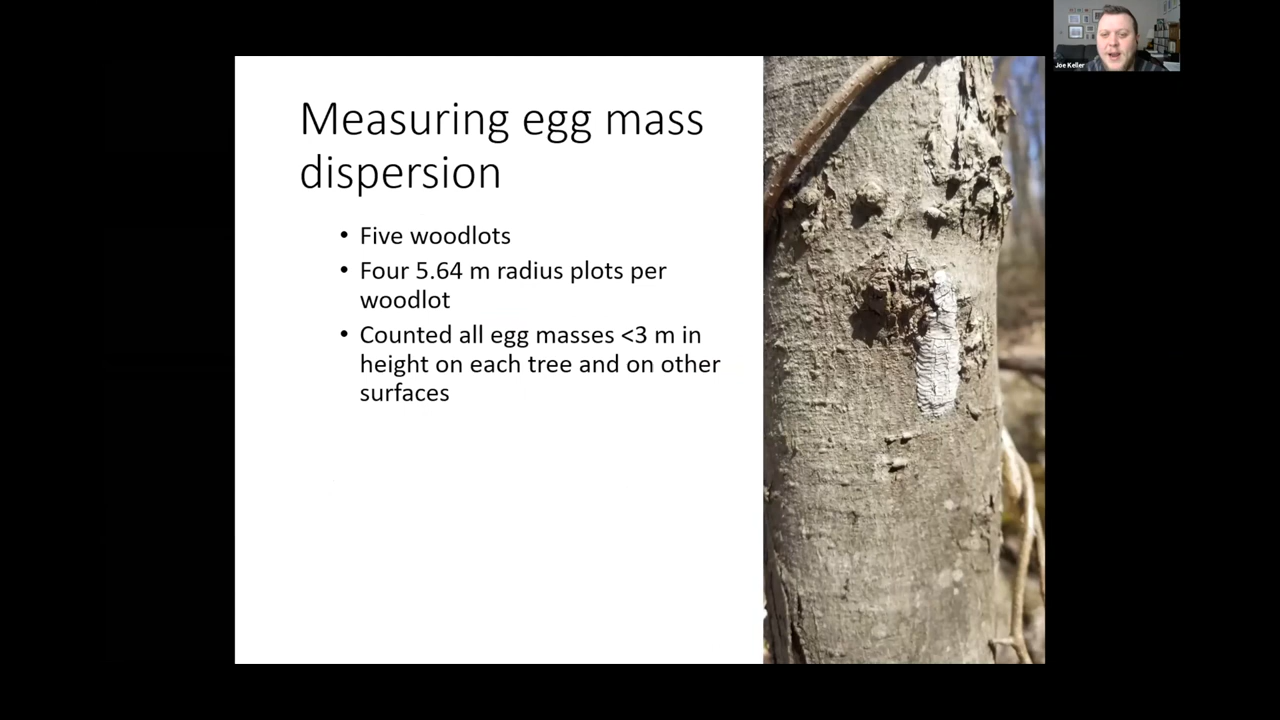 Joe Keller
Measuring egg mass
dispersion
• Five woodlots
• Four 5.64 m radius plots per
woodlot
• Counted all egg masses <3 m in
height on each tree and on other
surfaces